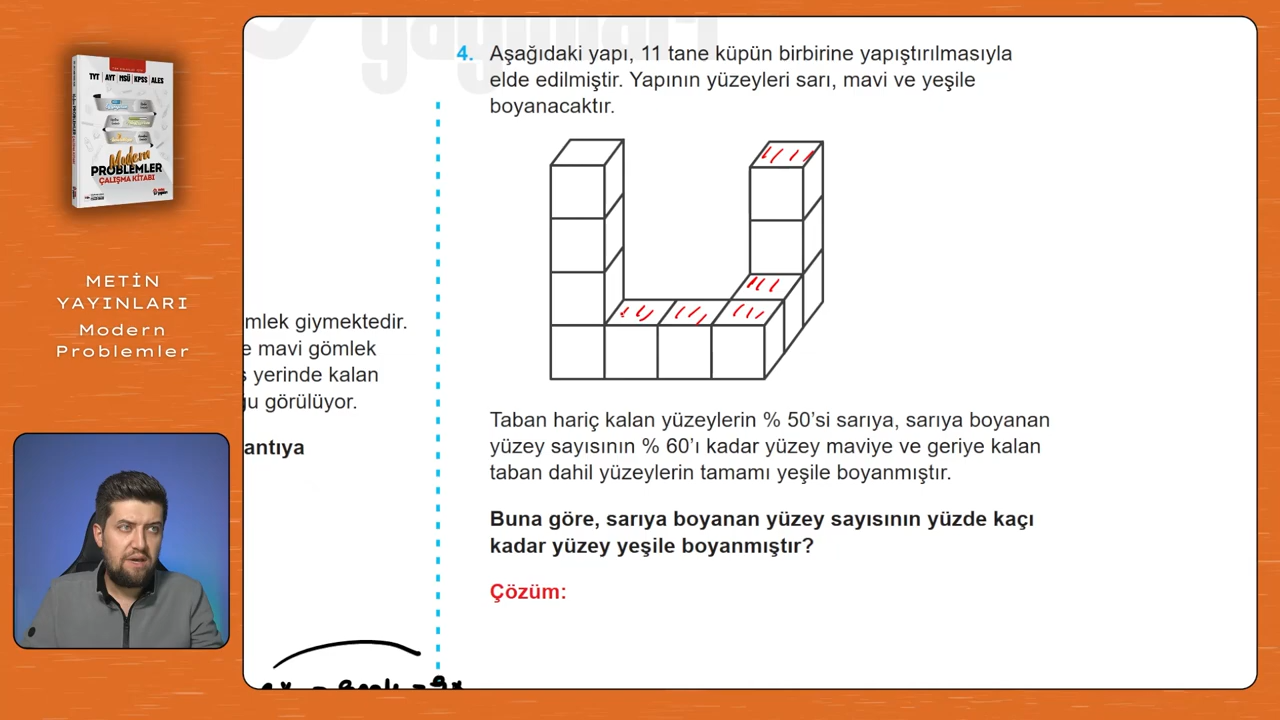 TYT AYT MSÜ KPSS ALES
Modern
PROBLEMLER
ÇALIŞMA KİTABI
METİN
YAYINLARI
Modern
Problemler
yayınları
mlek giymektedir.
e mavi gömlek
ş yerinde kalan
ğu görülüyor.
antıya
4. Aşağıdaki yapı, 11 tane küpün birbirine yapıştırılmasıyla
elde edilmiştir. Yapının yüzeyleri sarı, mavi ve yeşile
boyanacaktır.
Taban hariç kalan yüzeylerin % 50’si sarıya, sarıya boyanan
yüzey sayısının % 60’ı kadar yüzey maviye ve geriye kalan
taban dahil yüzeylerin tamamı yeşile boyanmıştır.
Buna göre, sarıya boyanan yüzey sayısının yüzde kaçı
kadar yüzey yeşile boyanmıştır?
Çözüm: